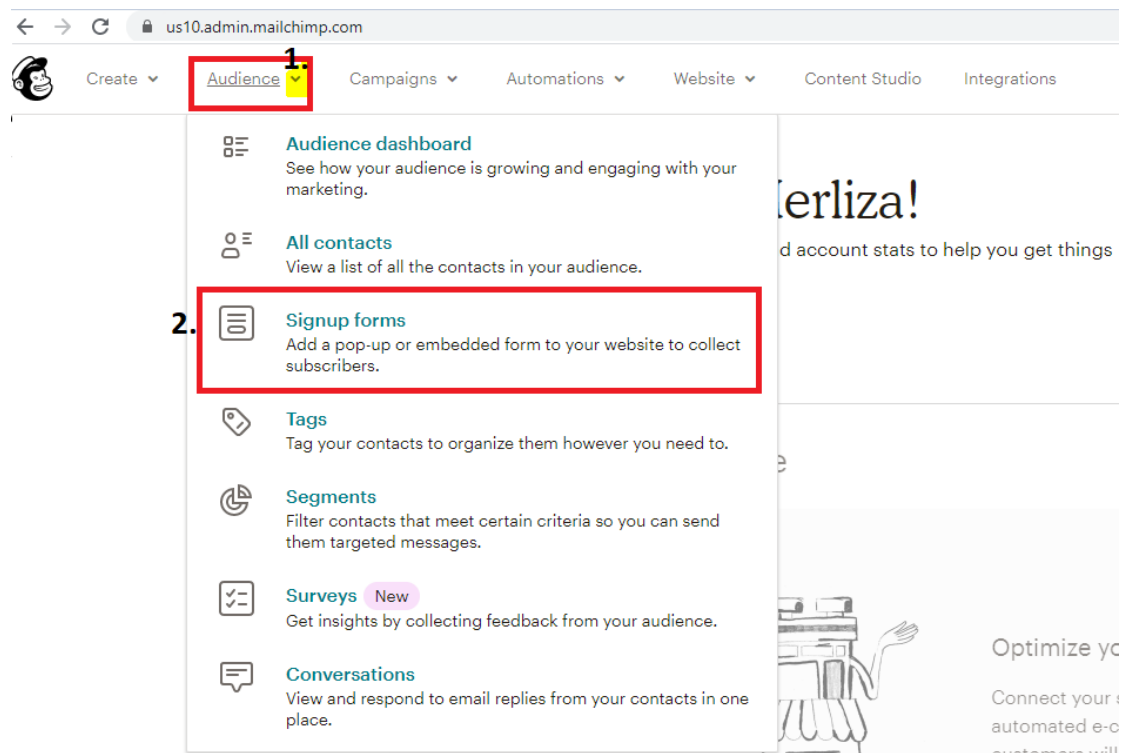 us10.admin.mailchimp.com
1.
Create Audience Campaigns Automations Website Content Studio Integrations
Audience dashboard
See how your audience is growing and engaging with your
marketing.
erliza!
d account stats to help you get things
All contacts
View a list of all the contacts in your audience.
2.
Signup forms
Add a pop-up or embedded form to your website to collect
subscribers.
Tags
Tag your contacts to organize them however you need to.
e
Segments
Filter contacts that meet certain criteria so you can send
them targeted messages.
Surveys New
Get insights by collecting feedback from your audience.
Conversations
View and respond to email replies from your contacts in one
place.
Optimize yo
Connect your
automated e-c
customers will